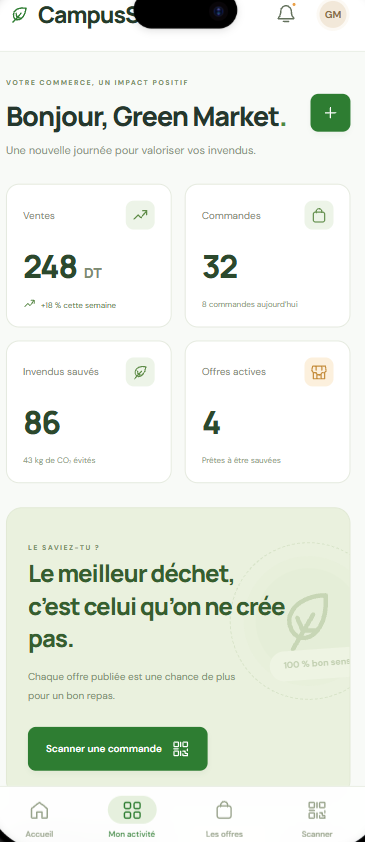 CampusS
GM
VOTRE COMMERCE, UN IMPACT POSITIF
Bonjour, Green Market.
Une nouvelle journée pour valoriser vos invendus.
Ventes
248 DT
+18 % cette semaine
Commandes
32
8 commandes aujourd'hui
Invendus sauvés
86
43 kg de CO₂ évités
Offres actives
4
Prêtes à être sauvées
LE SAVIEZ-TU ?
Le meilleur déchet,
c'est celui qu'on ne crée
pas.
100 % bon sens
Chaque offre publiée est une chance de plus
pour un bon repas.
Scanner une commande
Accueil
Mon activité
Les offres
Scanner